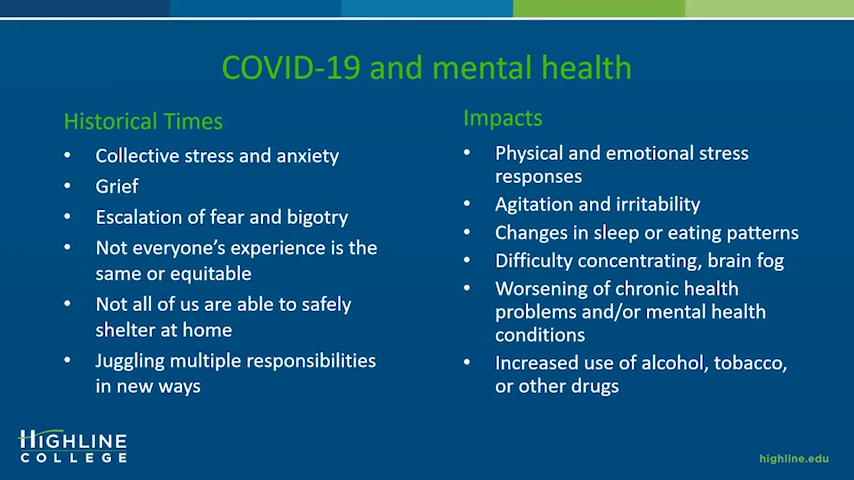 COVID-19 and mental health
Historical Times
• Collective stress and anxiety
• Grief
• Escalation of fear and bigotry
• Not everyone's experience is the
same or equitable
• Not all of us are able to safely
shelter at home
• Juggling multiple responsibilities
in new ways
Impacts
• Physical and emotional stress
responses
• Agitation and irritability
• Changes in sleep or eating patterns
• Difficulty concentrating, brain fog
• Worsening of chronic health
problems and/or mental health
conditions
• Increased use of alcohol, tobacco,
or other drugs
HIGHLINE
COLLEGE
highline.edu